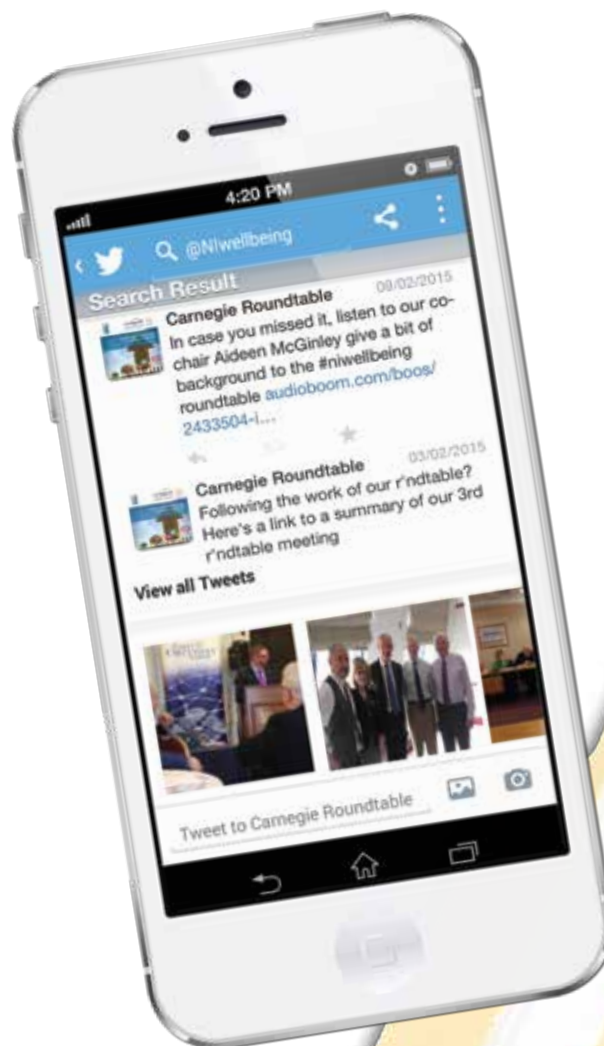 4:20 PM
@NIwellbeing
Search Result
Carnegie Roundtable 09/02/2015
In case you missed it, listen to our co-
chair Aideen McGinley give a bit of
background to the #niwellbeing
roundtable audioboom.com/boos/
2433504-i...
Carnegie Roundtable 03/02/2015
Following the work of our r'ndtable?
Here's a link to a summary of our 3rd
r'ndtable meeting
View all Tweets
Tweet to Carnegie Roundtable